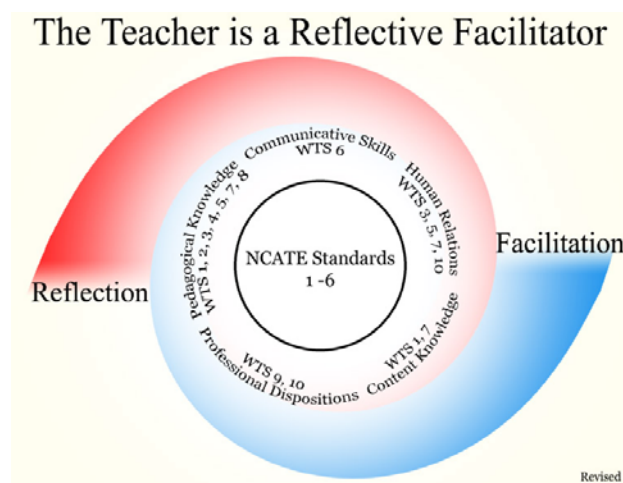 The Teacher is a Reflective Facilitator
Communicative Skills
WTS 6
Human Relations
WTS 3, 5, 7, 10
Pedagogical Knowledge
WTS 1, 2, 3, 4, 5, 7, 8
NCATE Standards
1 -6
Facilitation
Reflection
WTS 1, 7
Content Knowledge
WTS 9, 10
Professional Dispositions
Revised